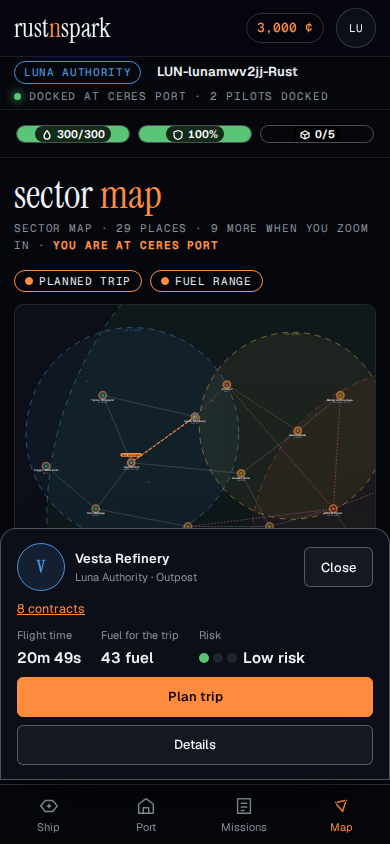 rustnspark
3,000 ¢
LU
LUNA AUTHORITY
LUN-lunamwv2jj-Rust
DOCKED AT CERES PORT · 2 PILOTS DOCKED
300/300
100%
0/5
sector map
SECTOR MAP · 29 PLACES · 9 MORE WHEN YOU ZOOM
IN · YOU ARE AT CERES PORT
PLANNED TRIP
FUEL RANGE
V
Vesta Refinery
Luna Authority · Outpost
Close
8 contracts
Flight time
Fuel for the trip
Risk
20m 49s
43 fuel
Low risk
Plan trip
Details
Ship
Port
Missions
Map